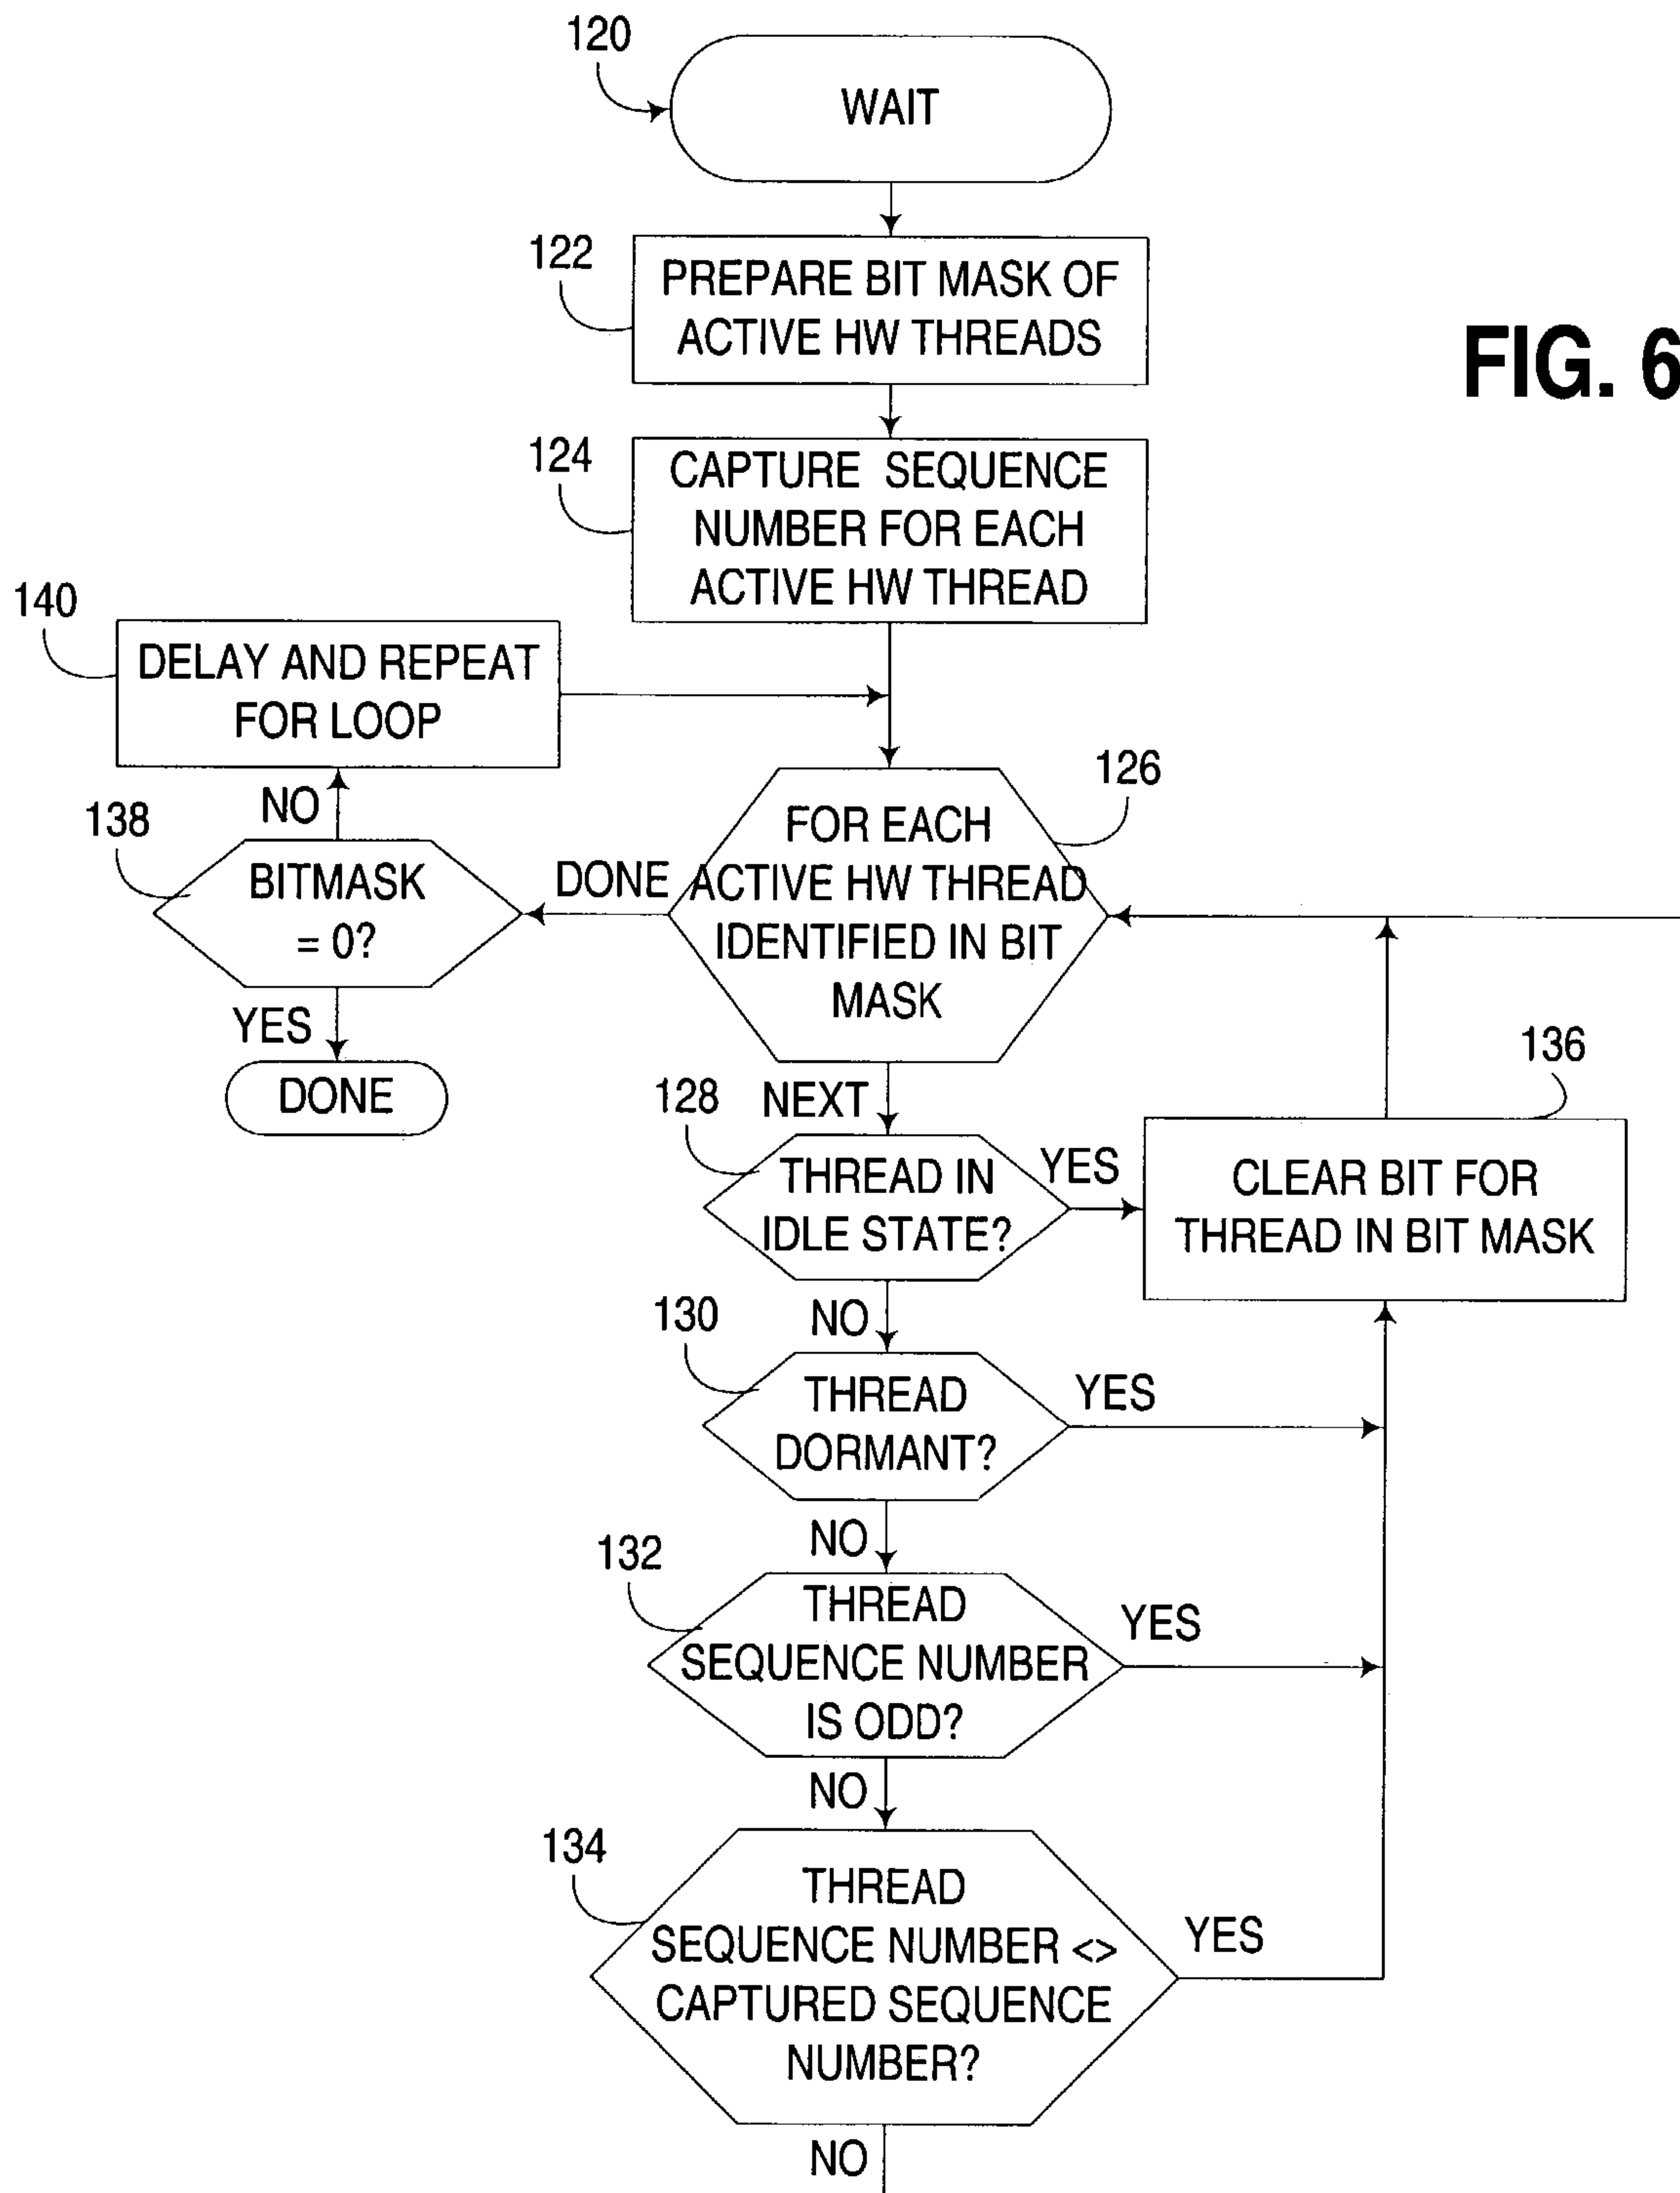 120
WAIT
122
PREPARE BIT MASK OF
ACTIVE HW THREADS
FIG. 6
124
CAPTURE SEQUENCE
NUMBER FOR EACH
ACTIVE HW THREAD
140
DELAY AND REPEAT
FOR LOOP
126
FOR EACH
ACTIVE HW THREAD
IDENTIFIED IN BIT
MASK
NO
138
BITMASK
= 0?
DONE
YES
DONE
NEXT
128
THREAD IN
IDLE STATE?
YES
136
CLEAR BIT FOR
THREAD IN BIT MASK
NO
130
THREAD
DORMANT?
YES
NO
132
THREAD
SEQUENCE NUMBER
IS ODD?
YES
NO
134
THREAD
SEQUENCE NUMBER <>
CAPTURED SEQUENCE
NUMBER?
YES
NO